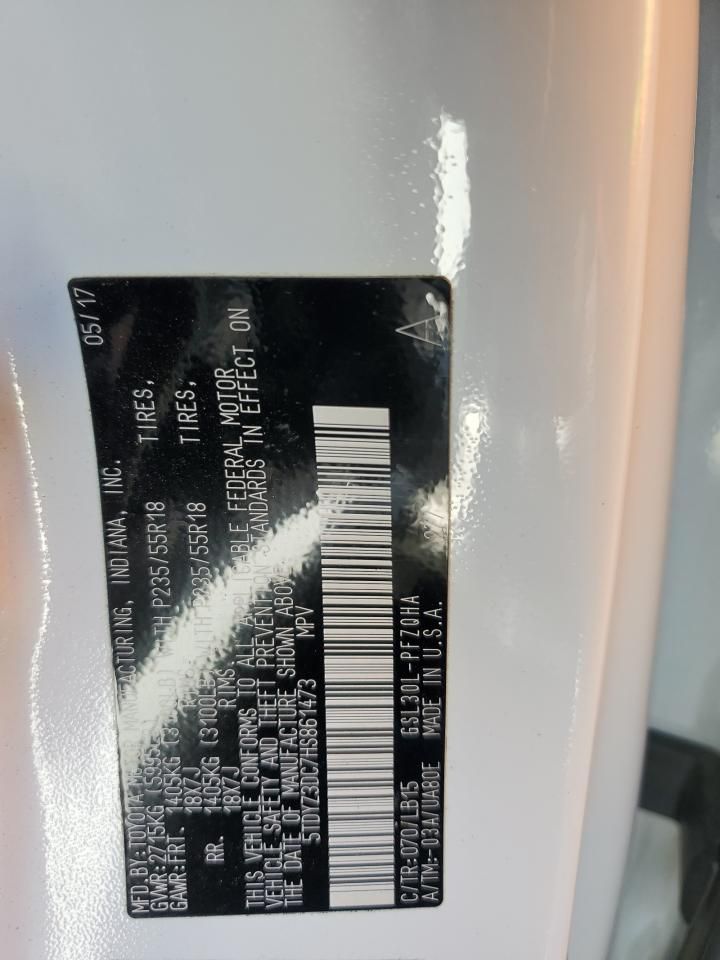 MFD. BY: TOYOTA MANUFACTURING, INDIANA, INC. 05/17
GVWR: 2715KG
GAWR: FRT. 1405KG WITH P235/55R18 TIRES,
18X7J
RR. 1405KG (3100LB) WITH P235/55R18 TIRES,
18X7J RIMS
THIS VEHICLE CONFORMS TO ALL APPLICABLE FEDERAL MOTOR
VEHICLE SAFETY AND THEFT PREVENTION STANDARDS IN EFFECT ON
THE DATE OF MANUFACTURE SHOWN ABOVE.
5TDYZ3DC7HS861473 MPV
C/TR: 070/LB15 GSL30L-PFZQHA
A/TM: -03A/UA80E MADE IN U.S.A.